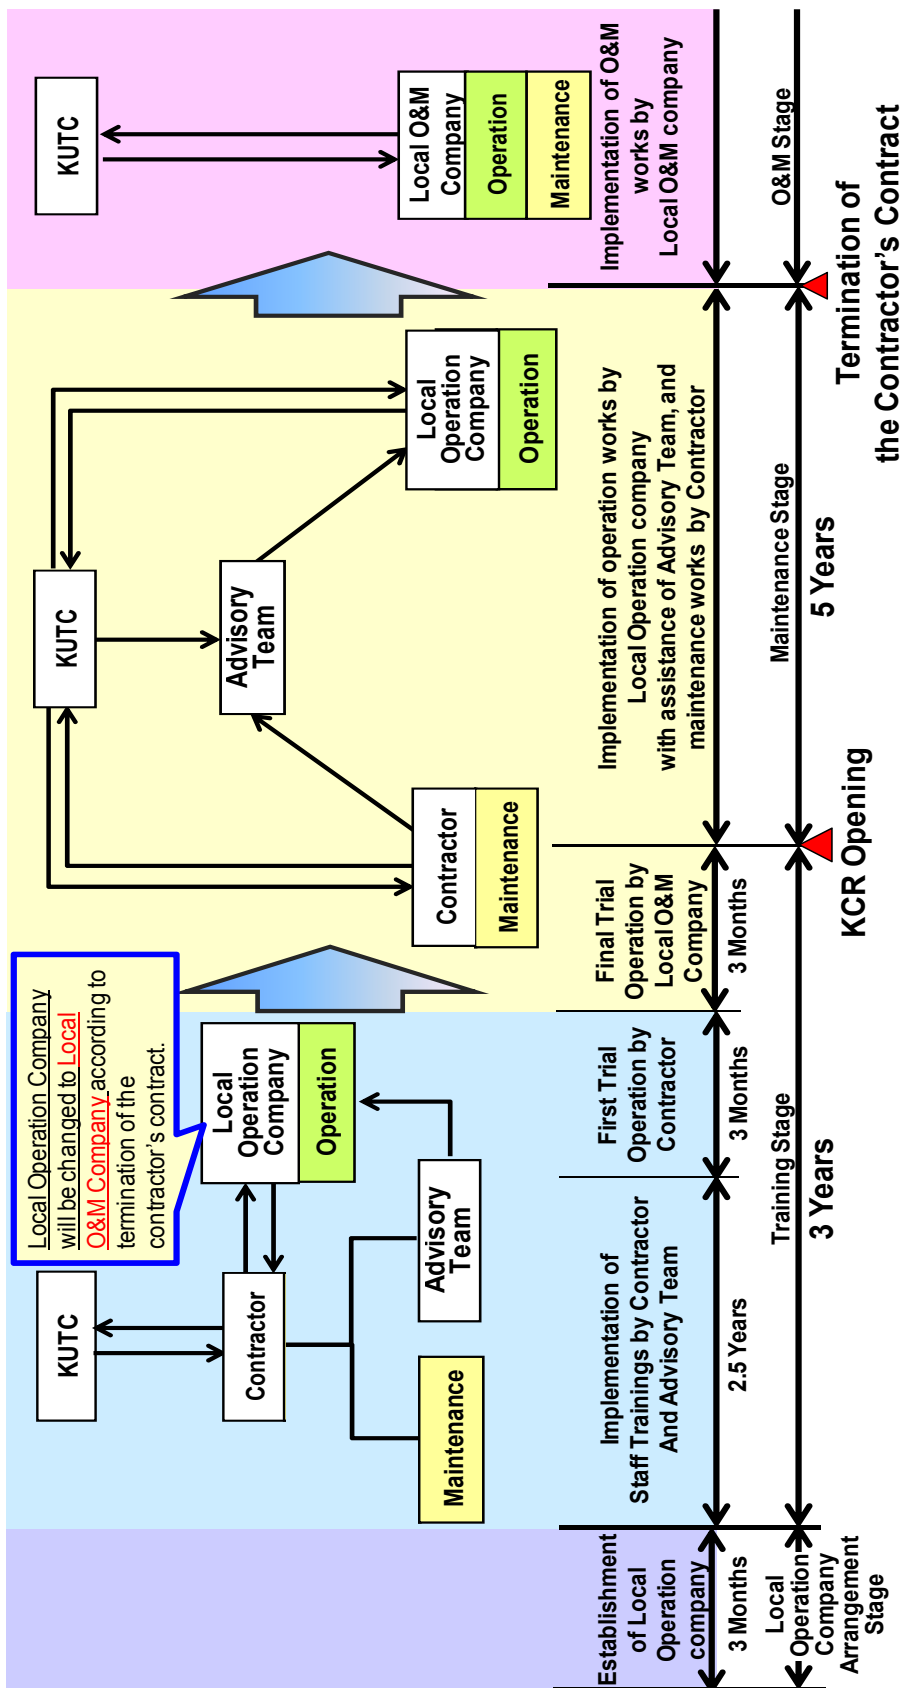 Local Operation Company
will be changed to Local
O&M Company according to
termination of the
contractor's contract.
KUTC
Contractor
Local
Operation
Company
Operation
Advisory
Team
Maintenance
KUTC
Advisory
Team
Contractor
Maintenance
Local
Operation
Company
Operation
KUTC
Local O&M
Company
Operation
Maintenance
Establishment
of Local
Operation
company
Implementation of
Staff Trainings by Contractor
And Advisory Team
First Trial
Operation by
Contractor
Final Trial
Operation by
Local O&M
Company
Implementation of operation works by
Local Operation company
with assistance of Advisory Team, and
maintenance works by Contractor
Implementation of O&M
works by
Local O&M company
3 Months
2.5 Years
3 Months
3 Months
Local
Operation
Company
Arrangement
Stage
Training Stage
3 Years
Maintenance Stage
5 Years
O&M Stage
KCR Opening
Termination of
the Contractor's Contract